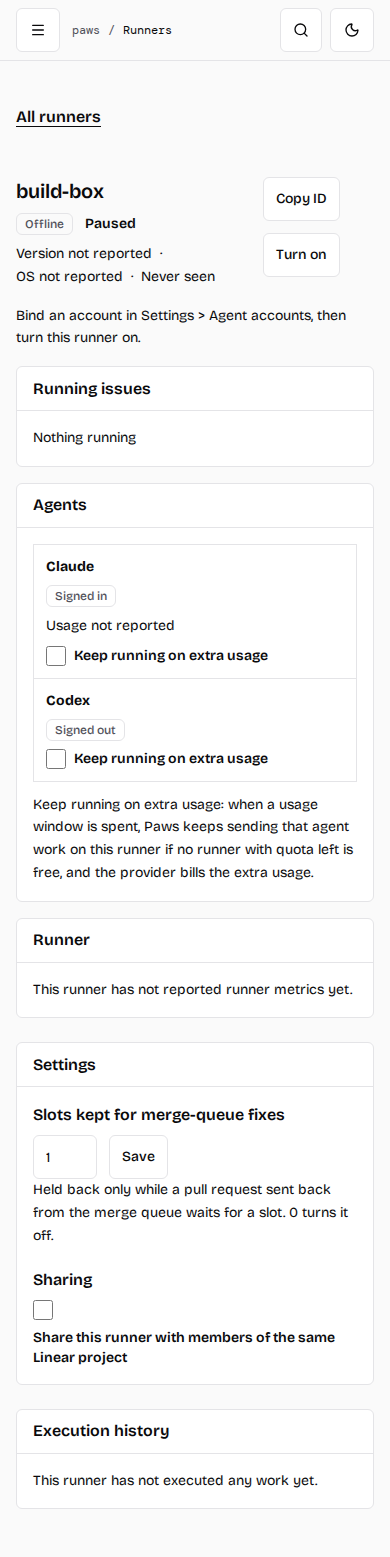 paws / Runners
All runners
build-box
Copy ID
Offline Paused
Turn on
Version not reported ·
OS not reported · Never seen
Bind an account in Settings > Agent accounts, then
turn this runner on.
Running issues
Nothing running
Agents
Claude
Signed in
Usage not reported
Keep running on extra usage
Codex
Signed out
Keep running on extra usage
Keep running on extra usage: when a usage
window is spent, Paws keeps sending that agent
work on this runner if no runner with quota left is
free, and the provider bills the extra usage.
Runner
This runner has not reported runner metrics yet.
Settings
Slots kept for merge-queue fixes
1 Save
Held back only while a pull request sent back
from the merge queue waits for a slot. 0 turns it
off.
Sharing
Share this runner with members of the same
Linear project
Execution history
This runner has not executed any work yet.